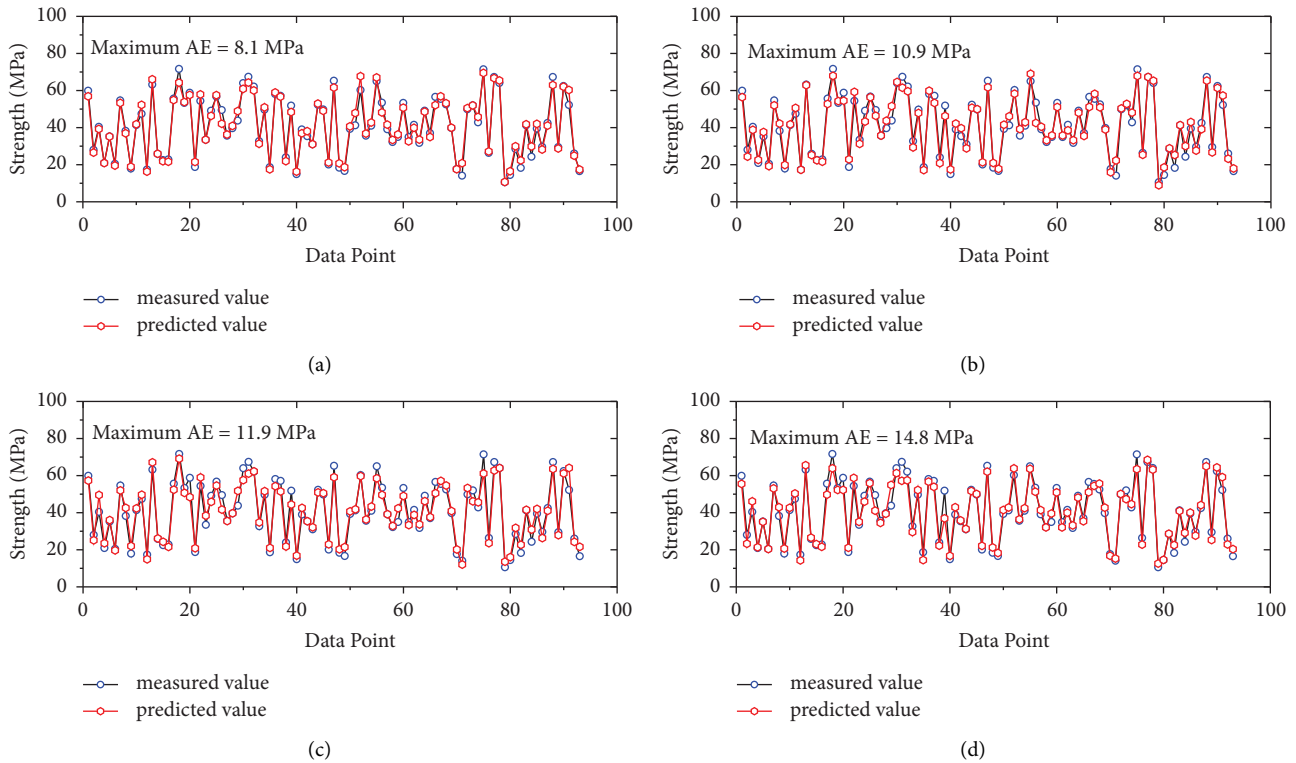 100
80
60
40
20
0
Strength (MPa)
Maximum AE = 8.1 MPa
0 20 40 60 80 100
Data Point
measured value
predicted value
(a)
100
80
60
40
20
0
Strength (MPa)
Maximum AE = 10.9 MPa
0 20 40 60 80 100
Data Point
measured value
predicted value
(b)
100
80
60
40
20
0
Strength (MPa)
Maximum AE = 11.9 MPa
0 20 40 60 80 100
Data Point
measured value
predicted value
(c)
100
80
60
40
20
0
Strength (MPa)
Maximum AE = 14.8 MPa
0 20 40 60 80 100
Data Point
measured value
predicted value
(d)